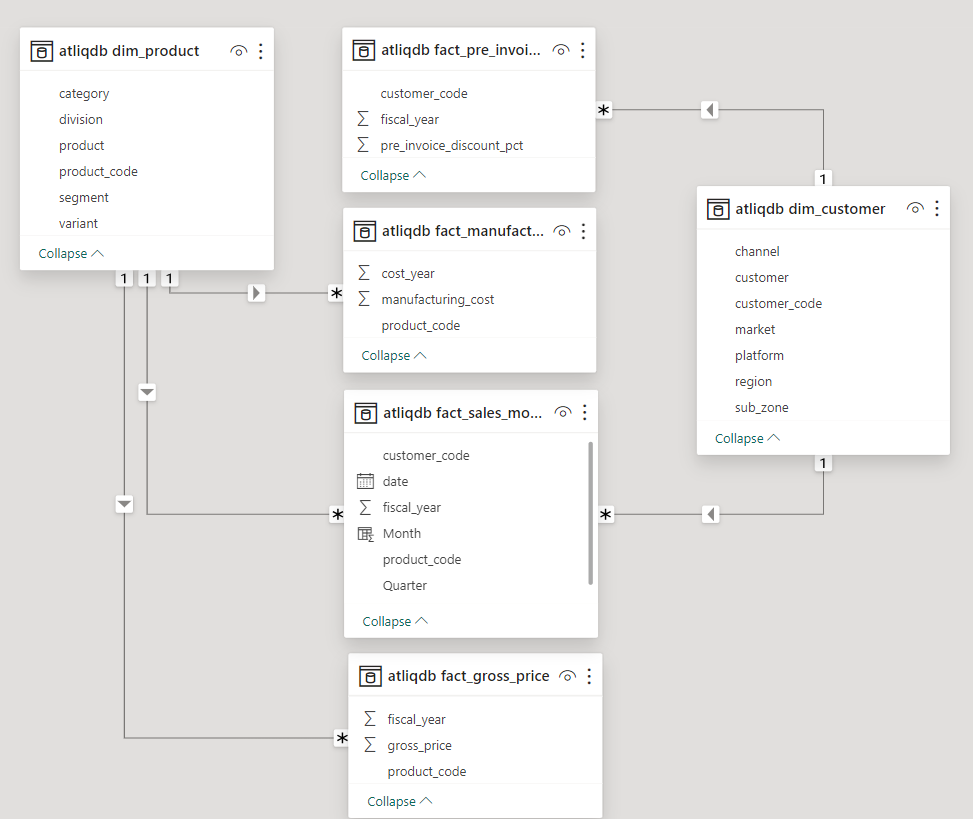 atliqdb dim_product
category
division
product
product_code
segment
variant
Collapse
1 1 1
atliqdb fact_pre_invoi...
customer_code
fiscal_year
pre_invoice_discount_pct
Collapse
*
1
atliqdb fact_manufact...
cost_year
manufacturing_cost
product_code
Collapse
*
atliqdb dim_customer
channel
customer
customer_code
market
platform
region
sub_zone
Collapse
1
atliqdb fact_sales_mo...
customer_code
date
fiscal_year
Month
product_code
Quarter
Collapse
*
*
atliqdb fact_gross_price
fiscal_year
gross_price
product_code
Collapse
*